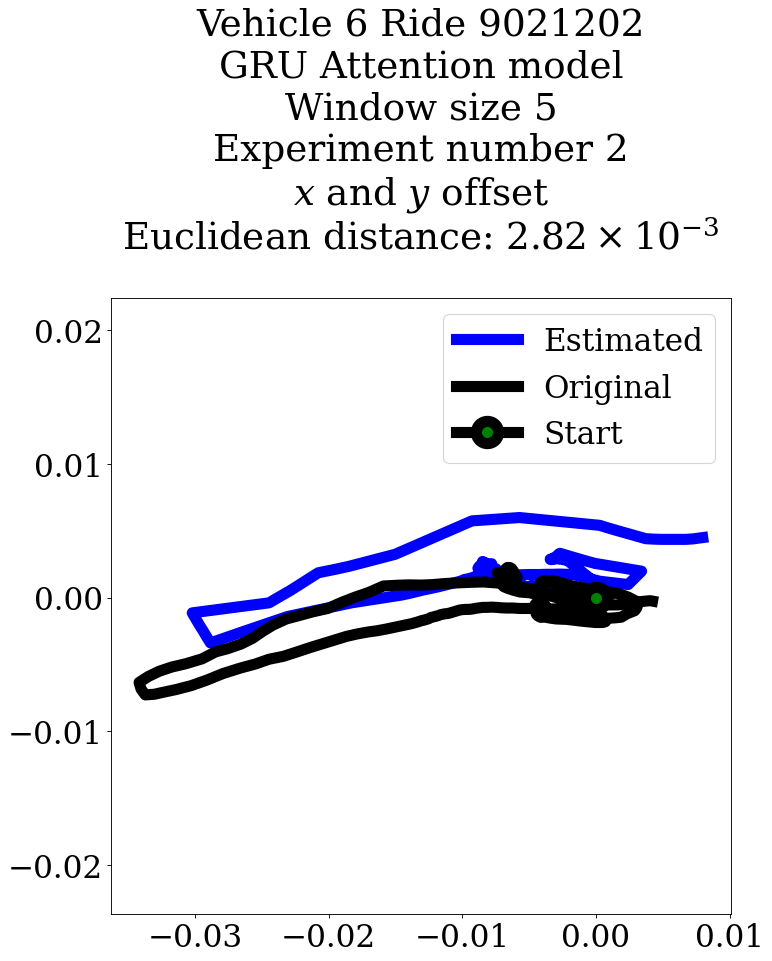 Vehicle 6 Ride 9021202
GRU Attention model
Window size 5
Experiment number 2
x and y offset
Euclidean distance: 2.82 × 10⁻³
Estimated
Original
Start
0.02
0.01
0.00
−0.01
−0.02
−0.03 −0.02 −0.01 0.00 0.01